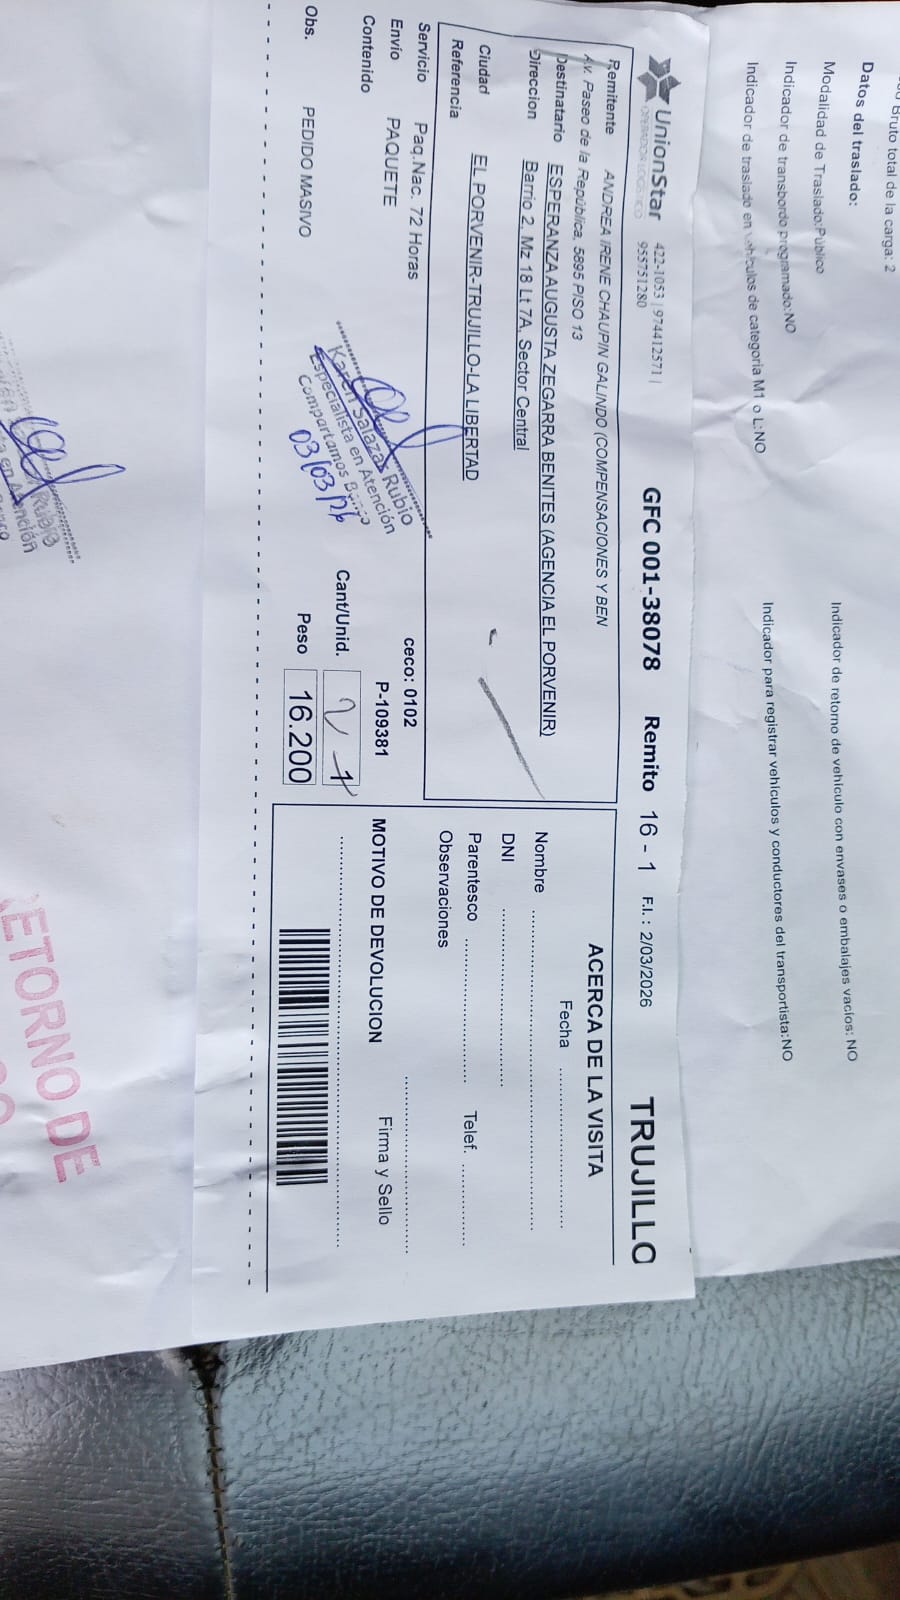 Bruto total de la carga: 2
Datos del traslado:
Modalidad de Traslado:Público
Indicador de transbordo programado:NO
Indicador de traslado en vehículos de categoria M1 o L:NO
Indicador de retorno de vehículo con envases o embalajes vacíos: NO
Indicador para registrar vehículos y conductores del transportista:NO
UnionStar 422-1053 | 974412571 |
OPERADOR LOGÍSTICO 955751280
GFC 001-38078 Remito 16 - 1 F.I. : 2/03/2026 TRUJILLO
Remitente ANDREA IRENE CHAUPIN GALINDO (COMPENSACIONES Y BEN
Av. Paseo de la República, 5895 PISO 13
Destinatario ESPERANZA AUGUSTA ZEGARRA BENITES (AGENCIA EL PORVENIR)
Direccion Barrio 2. Mz 18 Lt 7A. Sector Central
Ciudad EL PORVENIR-TRUJILLO-LA LIBERTAD
Referencia
Servicio Paq.Nac. 72 Horas
ceco: 0102
Envio PAQUETE
P-109381
Contenido
Cant/Unid.
Obs. PEDIDO MASIVO
Peso 16.200
Karen Salazar Rubio
Especialista en Atención
Compartamos Banco
03/03/26
ACERCA DE LA VISITA
Fecha
Nombre
DNI
Parentesco Telef.
Observaciones
MOTIVO DE DEVOLUCION Firma y Sello
Rubio
en Atención
RETORNO DE